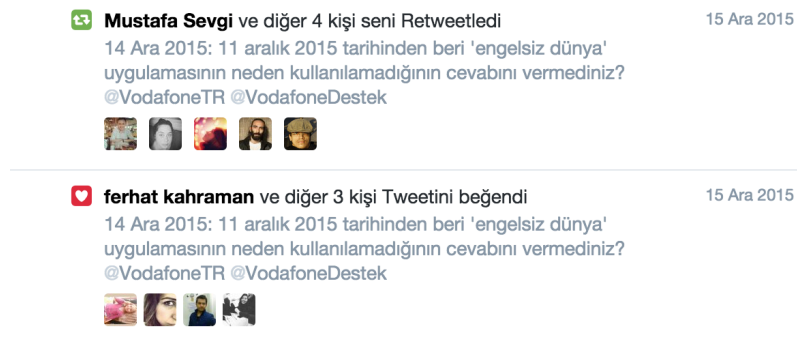 Mustafa Sevgi ve diğer 4 kişi seni Retweetledi
15 Ara 2015
14 Ara 2015: 11 aralık 2015 tarihinden beri 'engelsiz dünya'
uygulamasının neden kullanılamadığının cevabını vermediniz?
@VodafoneTR @VodafoneDestek
ferhat kahraman ve diğer 3 kişi Tweetini beğendi
15 Ara 2015
14 Ara 2015: 11 aralık 2015 tarihinden beri 'engelsiz dünya'
uygulamasının neden kullanılamadığının cevabını vermediniz?
@VodafoneTR @VodafoneDestek